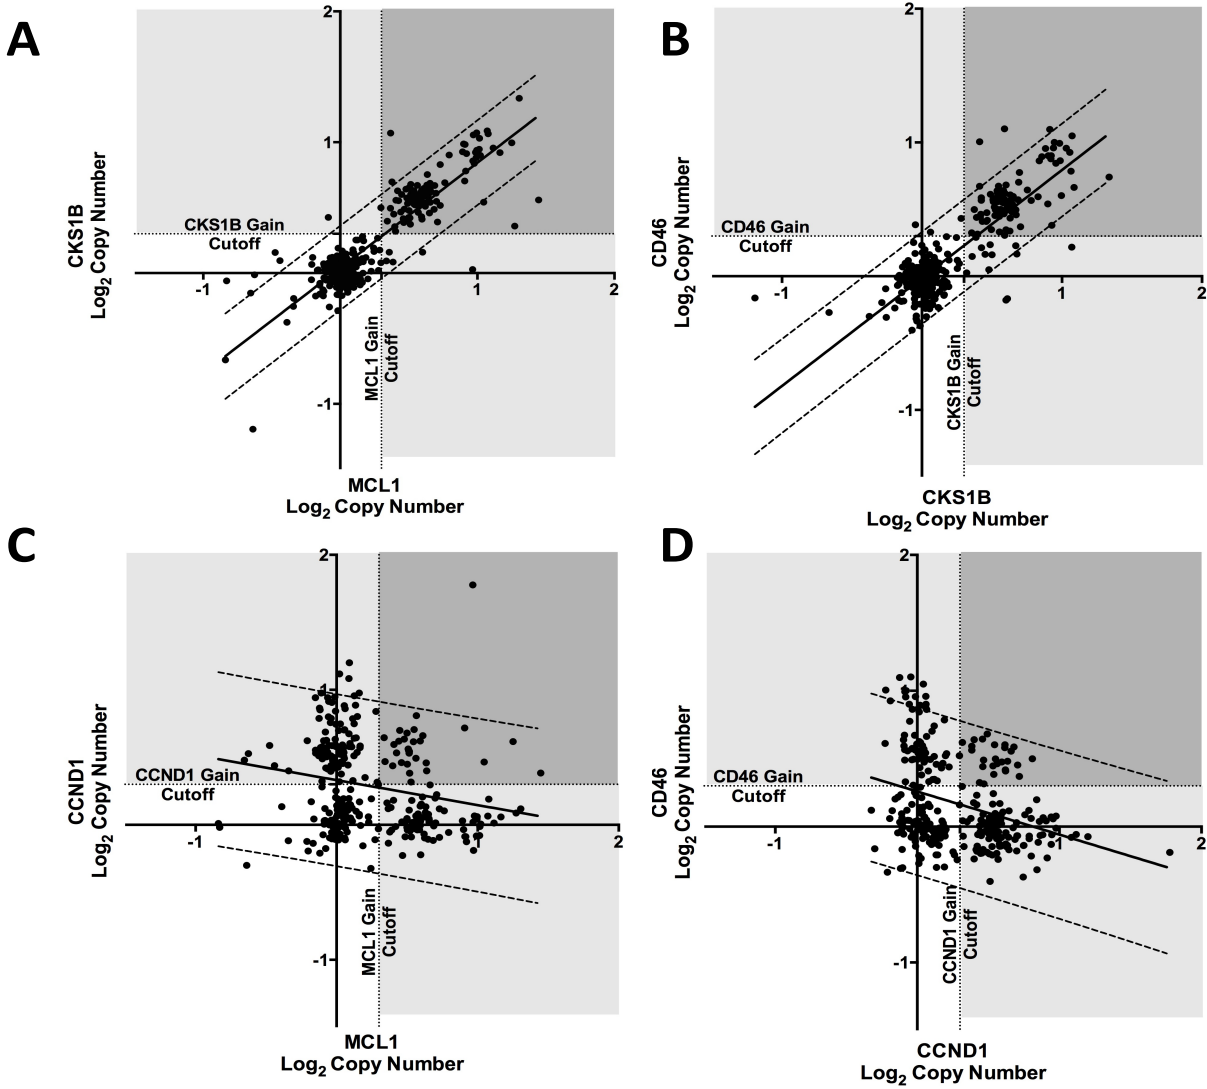 A
2
1
-1
1
2
-1
CKS1B Gain
Cutoff
CKS1B
Log2 Copy Number
MCL1 Gain
Cutoff
MCL1
Log2 Copy Number
B
2
1
-1
1
2
-1
CD46 Gain
Cutoff
CD46
Log2 Copy Number
CKS1B Gain
Cutoff
CKS1B
Log2 Copy Number
C
2
1
-1
1
2
-1
CCND1 Gain
Cutoff
CCND1
Log2 Copy Number
MCL1 Gain
Cutoff
MCL1
Log2 Copy Number
D
2
1
-1
1
2
-1
CD46 Gain
Cutoff
CD46
Log2 Copy Number
CCND1 Gain
Cutoff
CCND1
Log2 Copy Number